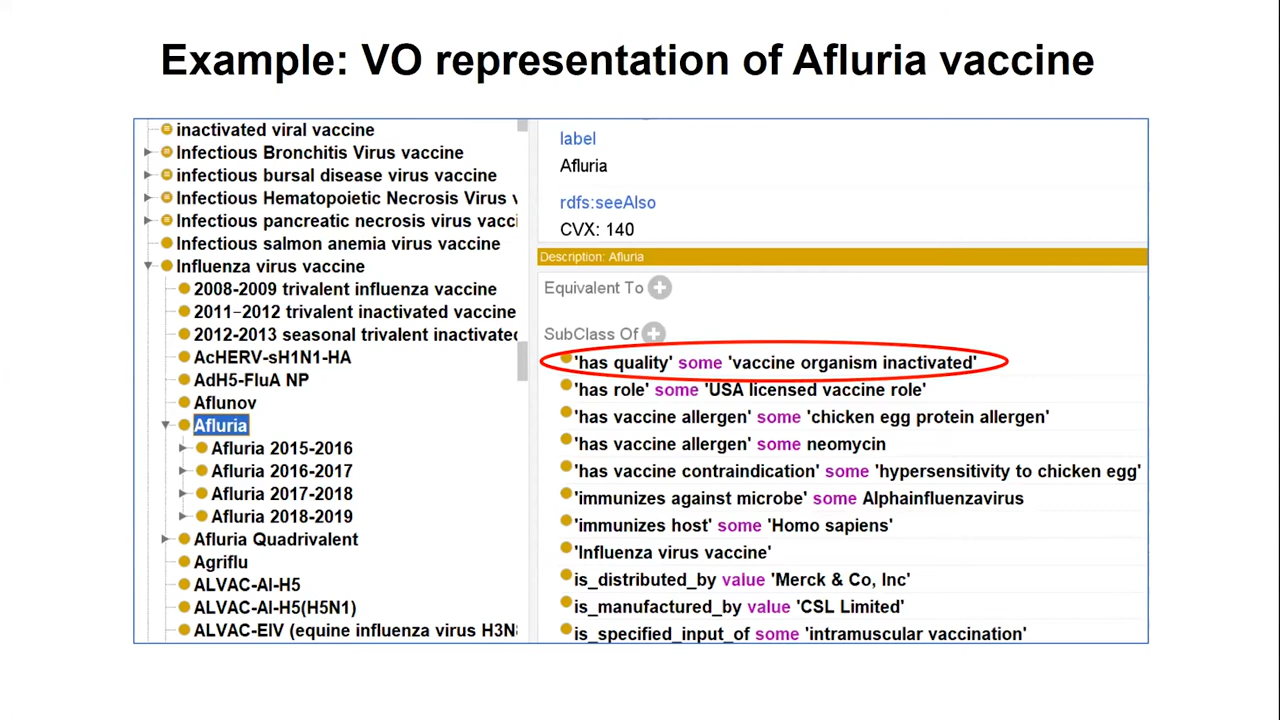 Example: VO representation of Afluria vaccine
inactivated viral vaccine
Infectious Bronchitis Virus vaccine
infectious bursal disease virus vaccine
Infectious Hematopoietic Necrosis Virus v
Infectious pancreatic necrosis virus vacci
Infectious salmon anemia virus vaccine
Influenza virus vaccine
2008-2009 trivalent influenza vaccine
2011–2012 trivalent inactivated vaccine
2012-2013 seasonal trivalent inactivated
AcHERV-sH1N1-HA
AdH5-FluA NP
Aflunov
Afluria
Afluria 2015-2016
Afluria 2016-2017
Afluria 2017-2018
Afluria 2018-2019
Afluria Quadrivalent
Agriflu
ALVAC-AI-H5
ALVAC-AI-H5(H5N1)
ALVAC-EIV (equine influenza virus H3N8
label
Afluria
rdfs:seeAlso
CVX: 140
Description: Afluria
Equivalent To
SubClass Of
'has quality' some 'vaccine organism inactivated'
'has role' some 'USA licensed vaccine role'
'has vaccine allergen' some 'chicken egg protein allergen'
'has vaccine allergen' some neomycin
'has vaccine contraindication' some 'hypersensitivity to chicken egg'
'immunizes against microbe' some Alphainfluenzavirus
'immunizes host' some 'Homo sapiens'
'Influenza virus vaccine'
is_distributed_by value 'Merck & Co, Inc'
is_manufactured_by value 'CSL Limited'
is_specified_input_of some 'intramuscular vaccination'